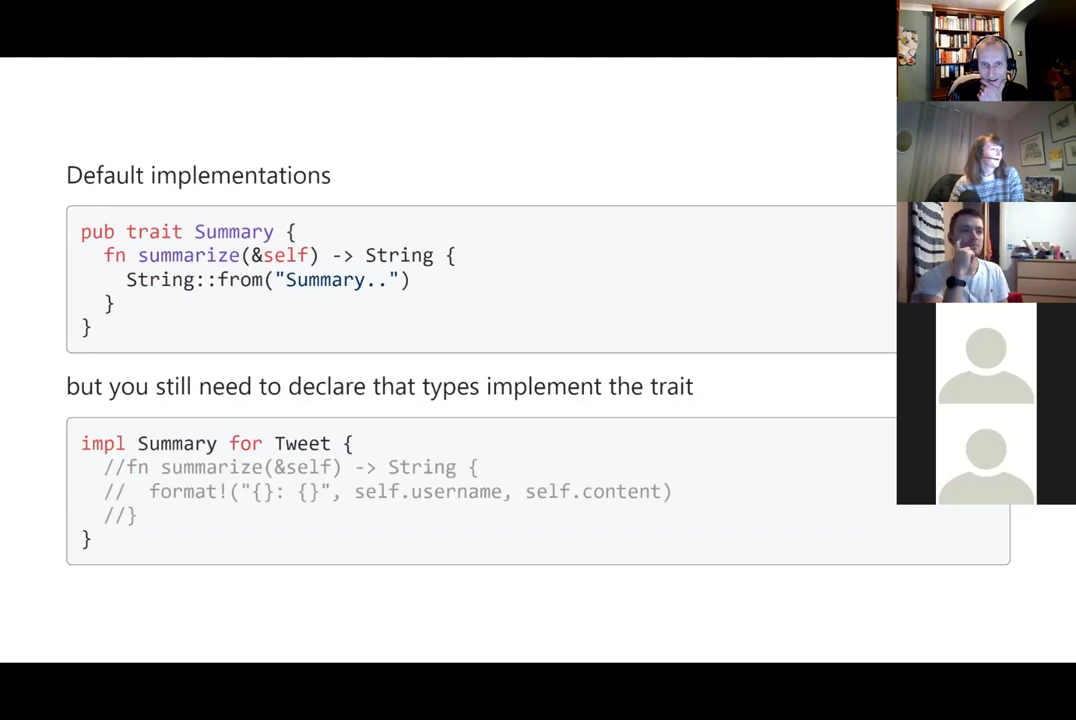 Default implementations
pub trait Summary {
  fn summarize(&self) -> String {
    String::from("Summary..")
  }
}
but you still need to declare that types implement the trait
impl Summary for Tweet {
  //fn summarize(&self) -> String {
  //  format!("{}: {}", self.username, self.content)
  //}
}